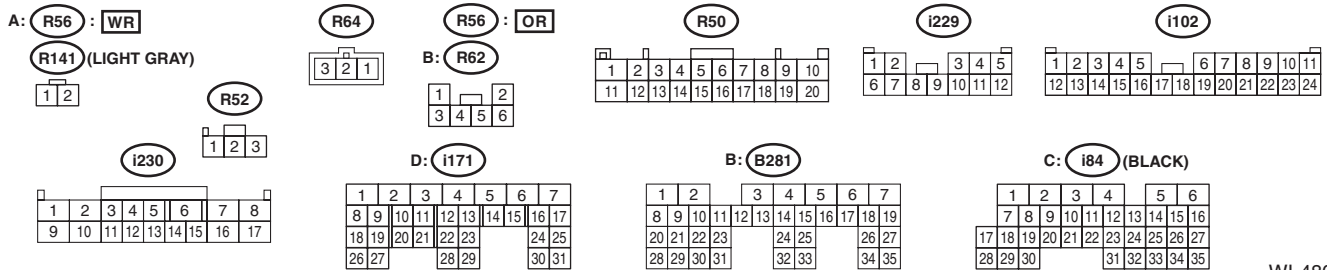 A: R56 : WR
R141 (LIGHT GRAY)
1 2
R52
1 2 3
R64
3 2 1
R56 : OR
B: R62
1 2
3 4 5 6
R50
1 2 3 4 5 6 7 8 9 10
11 12 13 14 15 16 17 18 19 20
i229
1 2 3 4 5
6 7 8 9 10 11 12
i102
1 2 3 4 5 6 7 8 9 10 11
12 13 14 15 16 17 18 19 20 21 22 23 24
i230
1 2 3 4 5 6 7 8
9 10 11 12 13 14 15 16 17
D: i171
1 2 3 4 5 6 7
8 9 10 11 12 13 14 15 16 17
18 19 20 21 22 23 24 25
26 27 28 29 30 31
B: B281
1 2 3 4 5 6 7
8 9 10 11 12 13 14 15 16 17 18 19
20 21 22 23 24 25 26 27
28 29 30 31 32 33 34 35
C: i84 (BLACK)
1 2 3 4 5 6
7 8 9 10 11 12 13 14 15 16
17 18 19 20 21 22 23 24 25 26 27
28 29 30 31 32 33 34 35